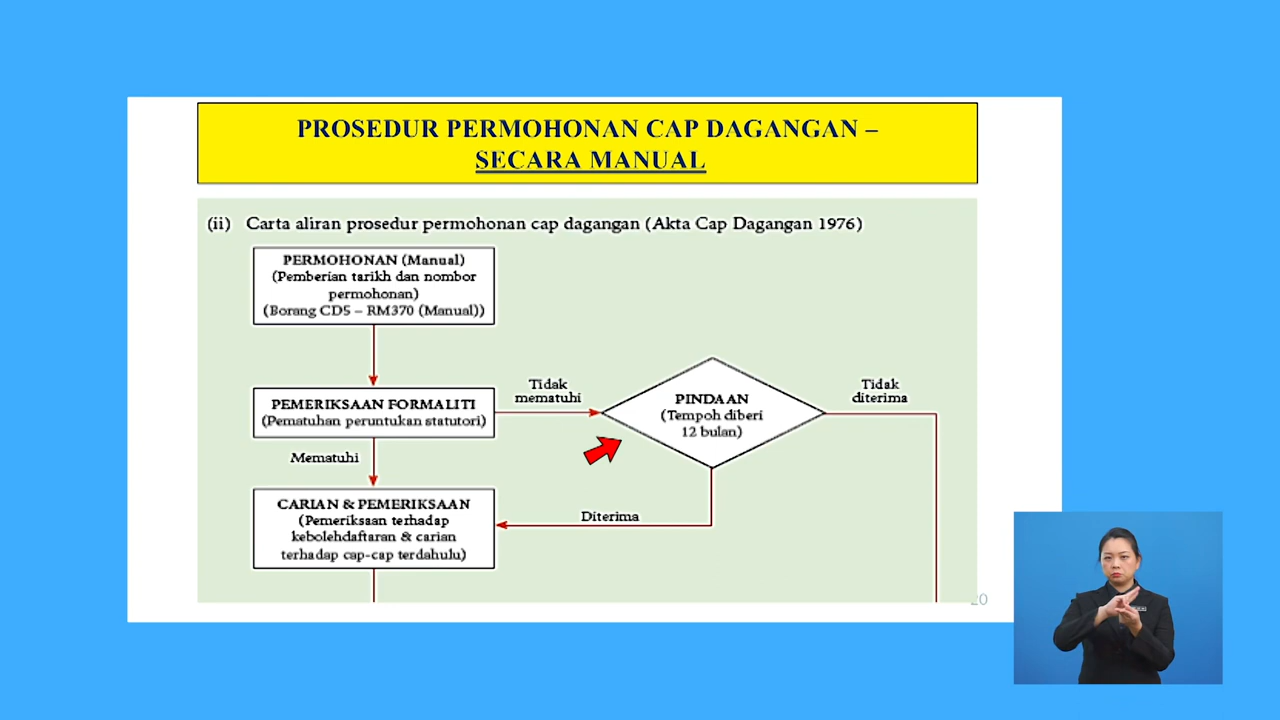 PROSEDUR PERMOHONAN CAP DAGANGAN –
SECARA MANUAL
(ii) Carta aliran prosedur permohonan cap dagangan (Akta Cap Dagangan 1976)
PERMOHONAN (Manual)
(Pemberian tarikh dan nombor
permohonan)
(Borang CD5 – RM370 (Manual))
PEMERIKSAAN FORMALITI
(Pematuhan peruntukan statutori)
Tidak
mematuhi
PINDAAN
(Tempoh diberi
12 bulan)
Tidak
diterima
Mematuhi
CARIAN & PEMERIKSAAN
(Pemeriksaan terhadap
kebolehdaftaran & carian
terhadap cap-cap terdahulu)
Diterima
20